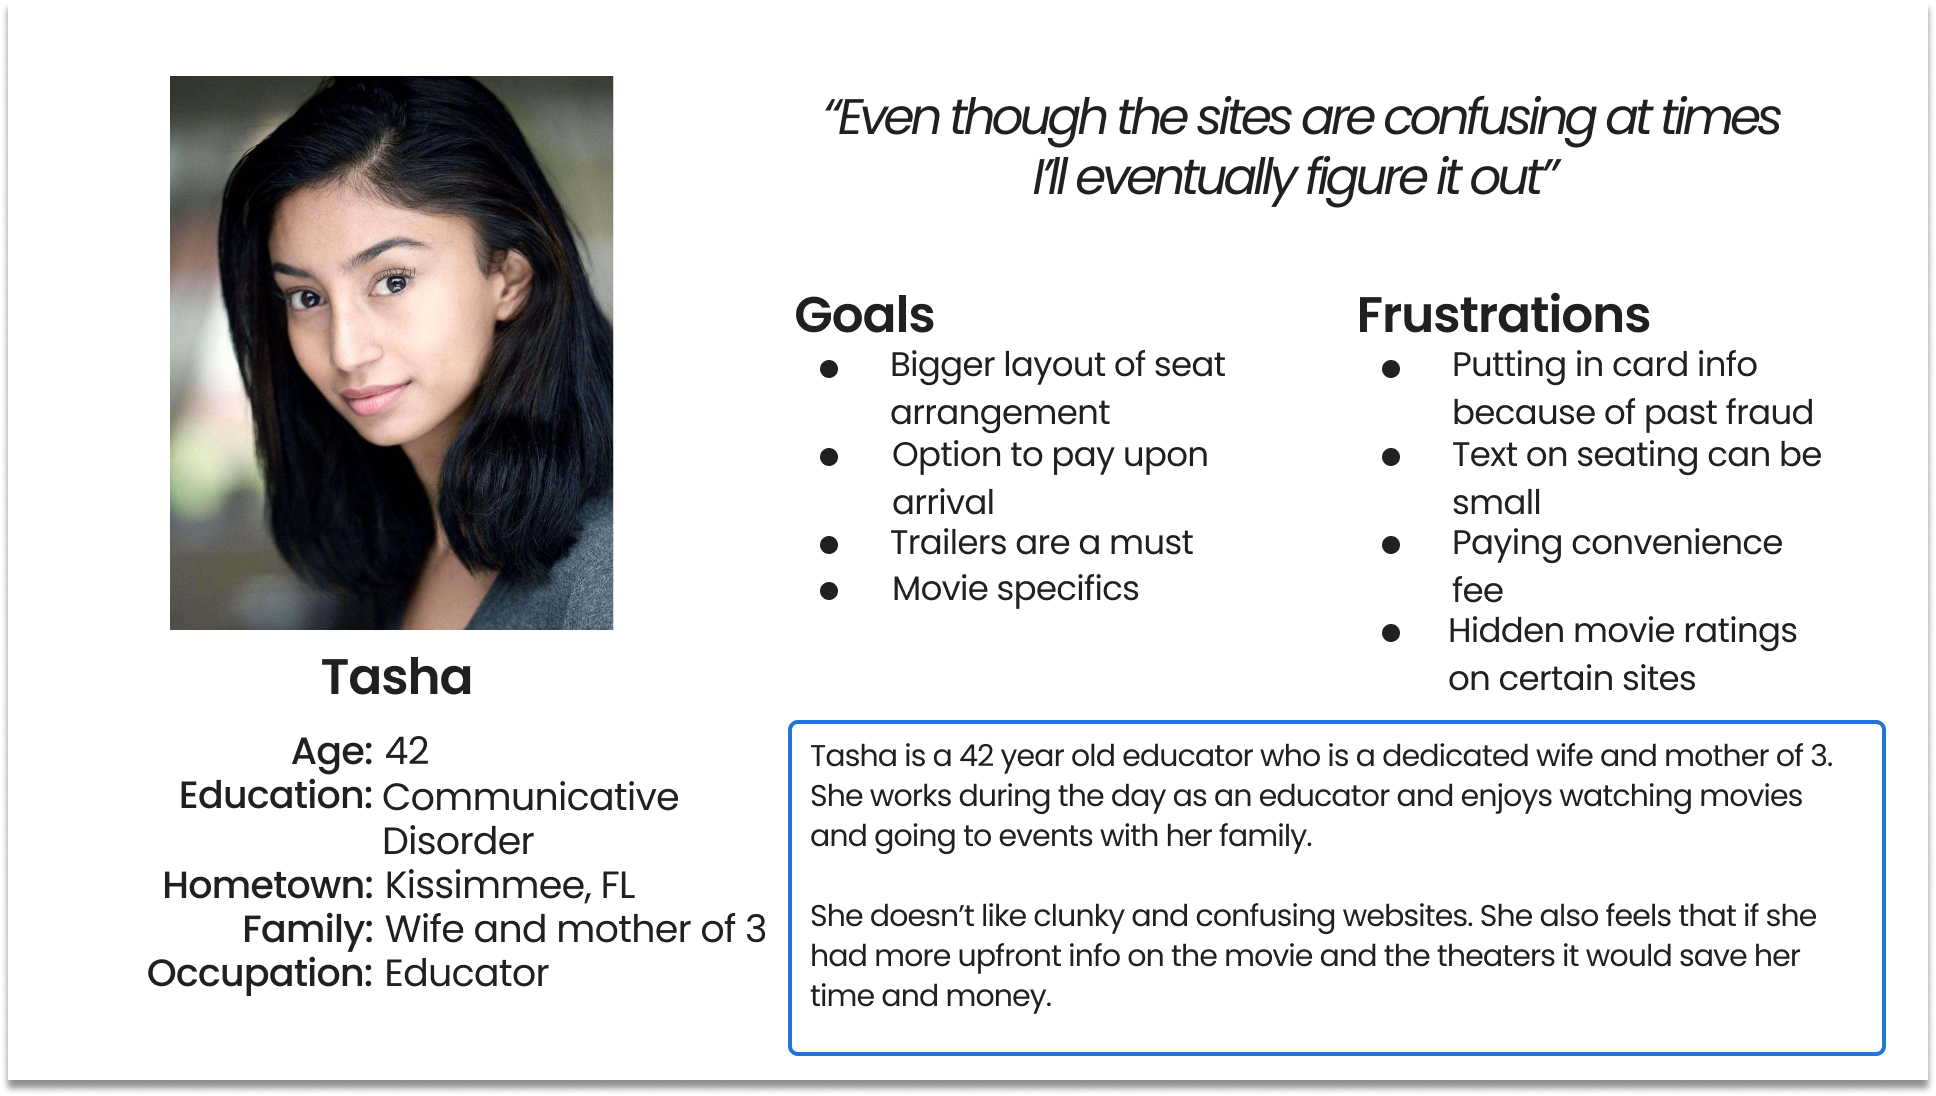 “Even though the sites are confusing at times
I’ll eventually figure it out”
Goals
● Bigger layout of seat
arrangement
● Option to pay upon
arrival
● Trailers are a must
● Movie specifics
Frustrations
● Putting in card info
because of past fraud
● Text on seating can be
small
● Paying convenience
fee
● Hidden movie ratings
on certain sites
Tasha
Age: 42
Education: Communicative
Disorder
Hometown: Kissimmee, FL
Family: Wife and mother of 3
Occupation: Educator
Tasha is a 42 year old educator who is a dedicated wife and mother of 3.
She works during the day as an educator and enjoys watching movies
and going to events with her family.
She doesn’t like clunky and confusing websites. She also feels that if she
had more upfront info on the movie and the theaters it would save her
time and money.